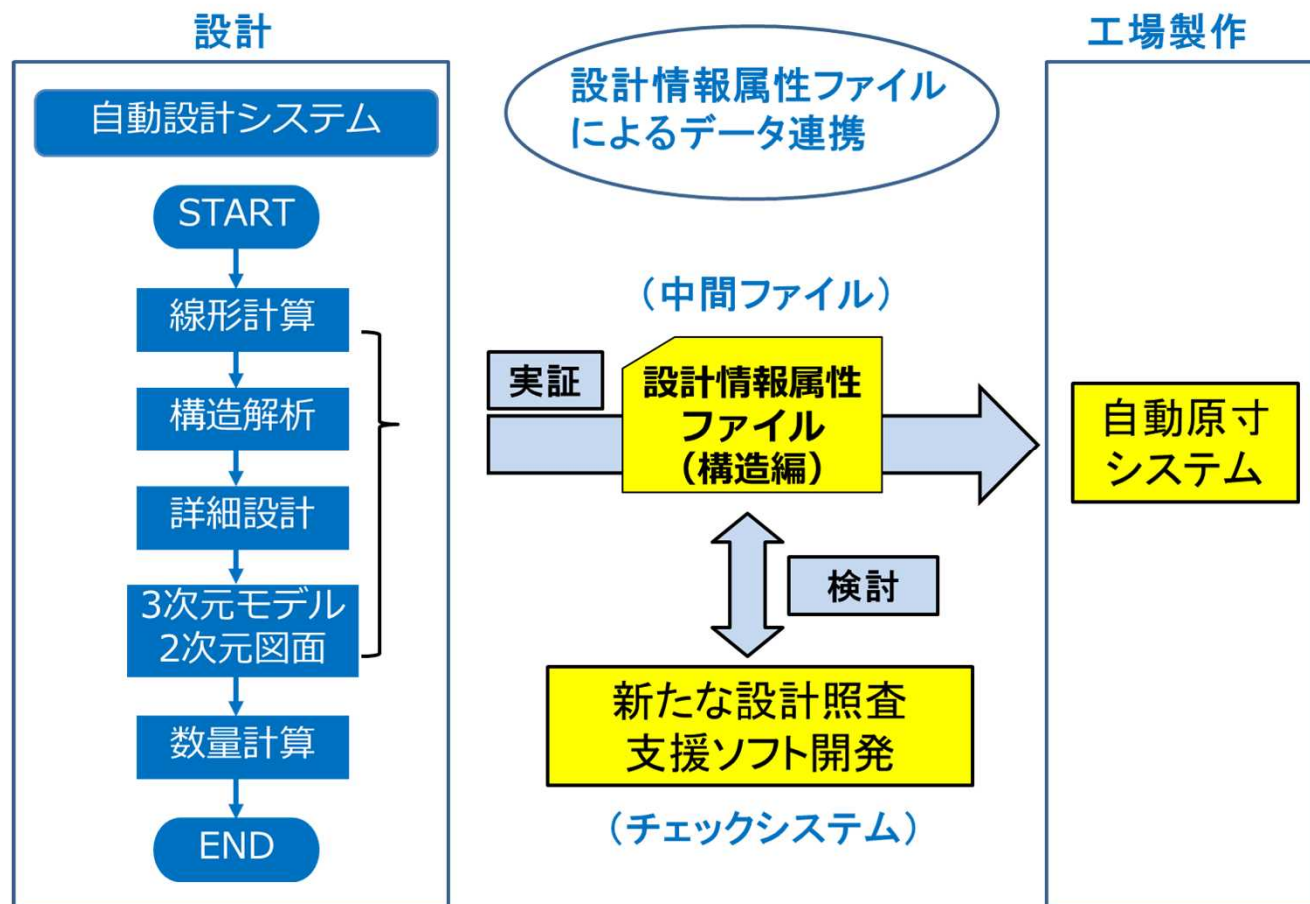 設計
自動設計システム
START
線形計算
構造解析
詳細設計
3次元モデル
2次元図面
数量計算
END
設計情報属性ファイル
によるデータ連携
（中間ファイル）
実証
設計情報属性
ファイル
（構造編）
検討
新たな設計照査
支援ソフト開発
（チェックシステム）
工場製作
自動原寸
システム